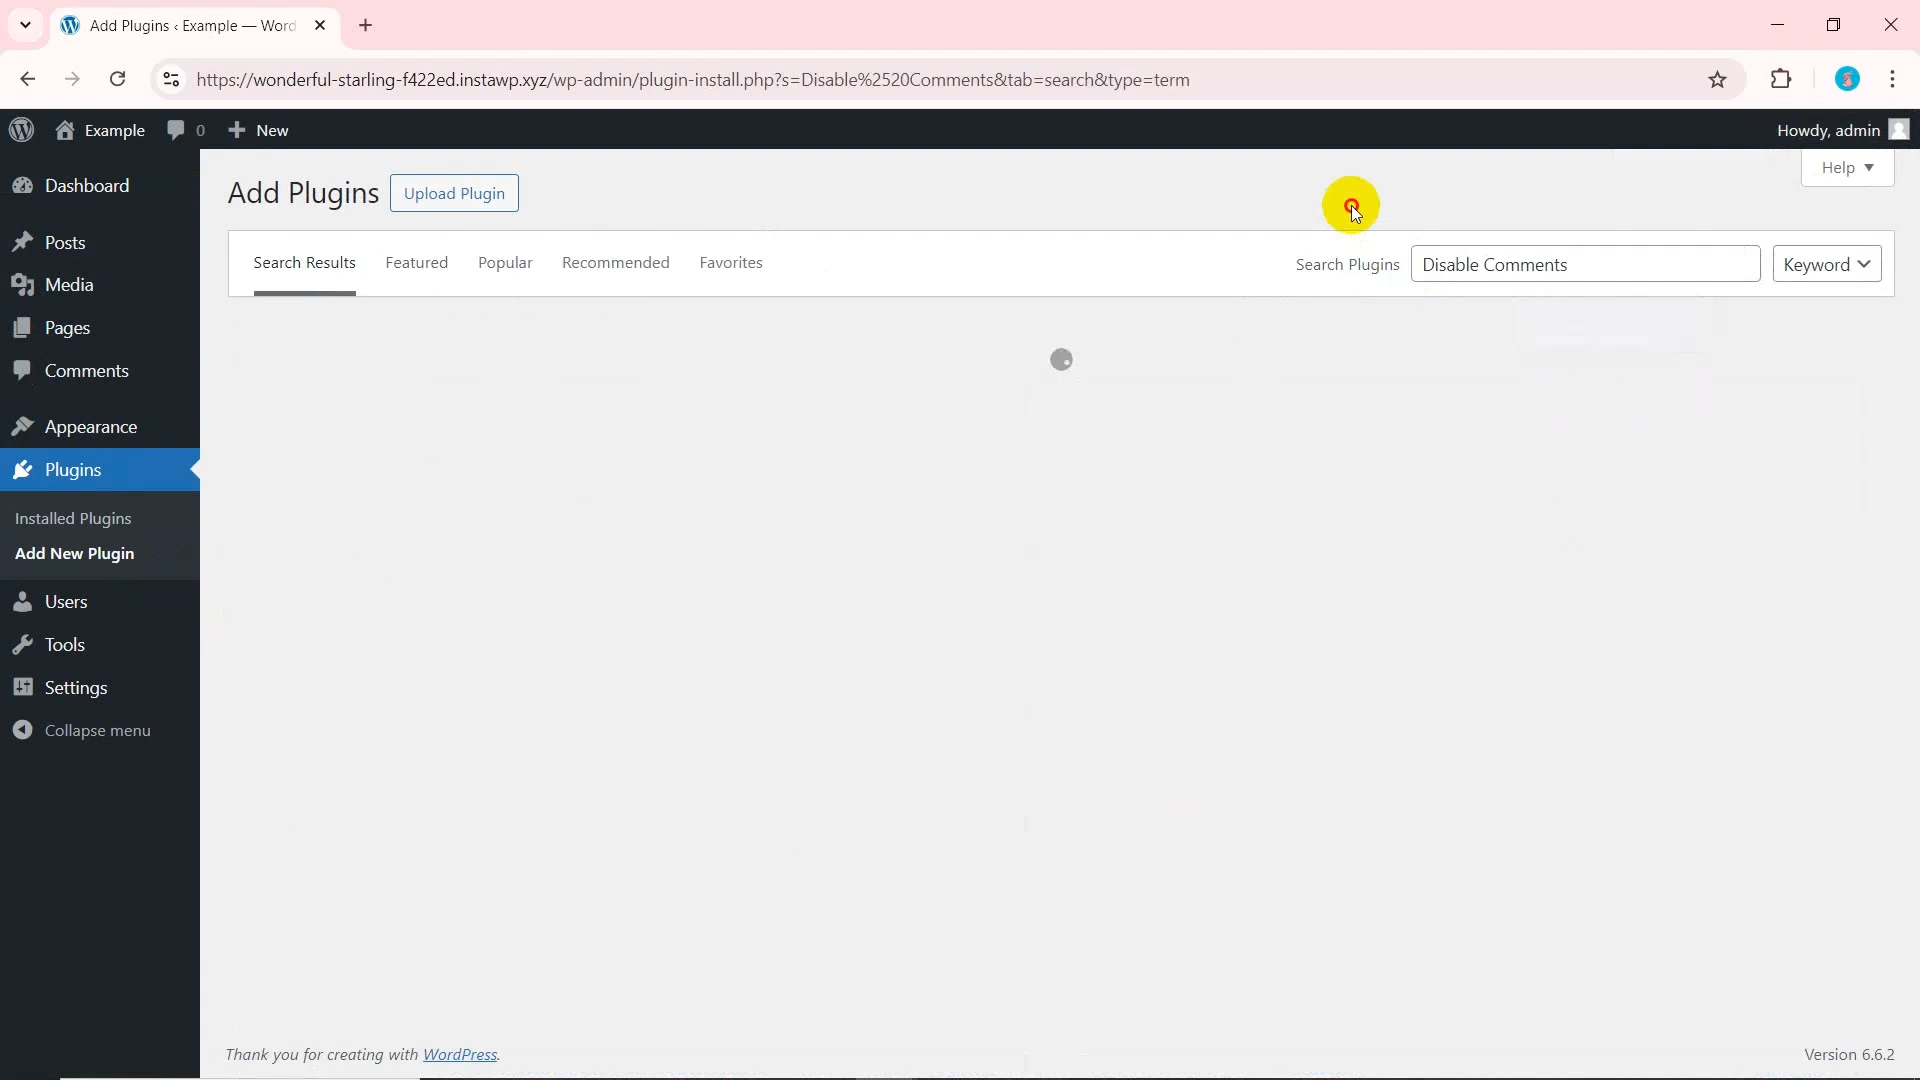 Add Plugins ‹ Example — Word
https://wonderful-starling-f422ed.instawp.xyz/wp-admin/plugin-install.php?s=Disable%2520Comments&tab=search&type=term
Example 0 New Howdy, admin
Help
Add Plugins Upload Plugin
Search Results Featured Popular Recommended Favorites Search Plugins Disable Comments Keyword
Dashboard
Posts
Media
Pages
Comments
Appearance
Plugins
Installed Plugins
Add New Plugin
Users
Tools
Settings
Collapse menu
Thank you for creating with WordPress. Version 6.6.2